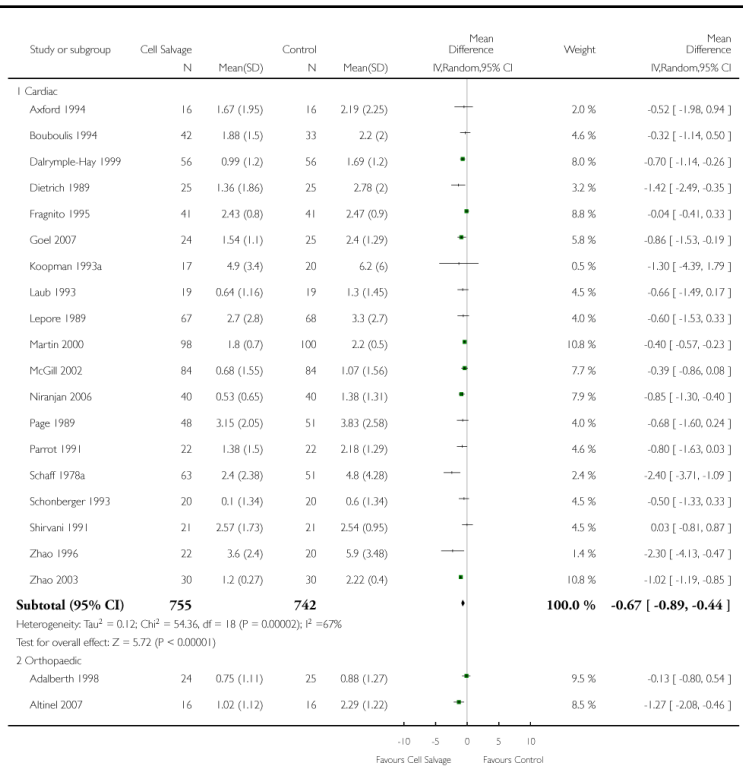 Study or subgroup Cell Salvage Control Mean Difference Weight Mean Difference
N Mean(SD) N Mean(SD) IV,Random,95% CI IV,Random,95% CI
1 Cardiac
Axford 1994 16 1.67 (1.95) 16 2.19 (2.25) 2.0 % -0.52 [ -1.98, 0.94 ]
Bouboulis 1994 42 1.88 (1.5) 33 2.2 (2) 4.6 % -0.32 [ -1.14, 0.50 ]
Dalrymple-Hay 1999 56 0.99 (1.2) 56 1.69 (1.2) 8.0 % -0.70 [ -1.14, -0.26 ]
Dietrich 1989 25 1.36 (1.86) 25 2.78 (2) 3.2 % -1.42 [ -2.49, -0.35 ]
Fragnito 1995 41 2.43 (0.8) 41 2.47 (0.9) 8.8 % -0.04 [ -0.41, 0.33 ]
Goel 2007 24 1.54 (1.1) 25 2.4 (1.29) 5.8 % -0.86 [ -1.53, -0.19 ]
Koopman 1993a 17 4.9 (3.4) 20 6.2 (6) 0.5 % -1.30 [ -4.39, 1.79 ]
Laub 1993 19 0.64 (1.16) 19 1.3 (1.45) 4.5 % -0.66 [ -1.49, 0.17 ]
Lepore 1989 67 2.7 (2.8) 68 3.3 (2.7) 4.0 % -0.60 [ -1.53, 0.33 ]
Martin 2000 98 1.8 (0.7) 100 2.2 (0.5) 10.8 % -0.40 [ -0.57, -0.23 ]
McGill 2002 84 0.68 (1.55) 84 1.07 (1.56) 7.7 % -0.39 [ -0.86, 0.08 ]
Niranjan 2006 40 0.53 (0.65) 40 1.38 (1.31) 7.9 % -0.85 [ -1.30, -0.40 ]
Page 1989 48 3.15 (2.05) 51 3.83 (2.58) 4.0 % -0.68 [ -1.60, 0.24 ]
Parrot 1991 22 1.38 (1.5) 22 2.18 (1.29) 4.6 % -0.80 [ -1.63, 0.03 ]
Schaff 1978a 63 2.4 (2.38) 51 4.8 (4.28) 2.4 % -2.40 [ -3.71, -1.09 ]
Schonberger 1993 20 0.1 (1.34) 20 0.6 (1.34) 4.5 % -0.50 [ -1.33, 0.33 ]
Shirvani 1991 21 2.57 (1.73) 21 2.54 (0.95) 4.5 % 0.03 [ -0.81, 0.87 ]
Zhao 1996 22 3.6 (2.4) 20 5.9 (3.48) 1.4 % -2.30 [ -4.13, -0.47 ]
Zhao 2003 30 1.2 (0.27) 30 2.22 (0.4) 10.8 % -1.02 [ -1.19, -0.85 ]
Subtotal (95% CI) 755 742 100.0 % -0.67 [ -0.89, -0.44 ]
Heterogeneity: Tau² = 0.12; Chi² = 54.36, df = 18 (P = 0.00002); I² =67%
Test for overall effect: Z = 5.72 (P < 0.00001)
2 Orthopaedic
Adalberth 1998 24 0.75 (1.11) 25 0.88 (1.27) 9.5 % -0.13 [ -0.80, 0.54 ]
Altinel 2007 16 1.02 (1.12) 16 2.29 (1.22) 8.5 % -1.27 [ -2.08, -0.46 ]
-10 -5 0 5 10
Favours Cell Salvage Favours Control